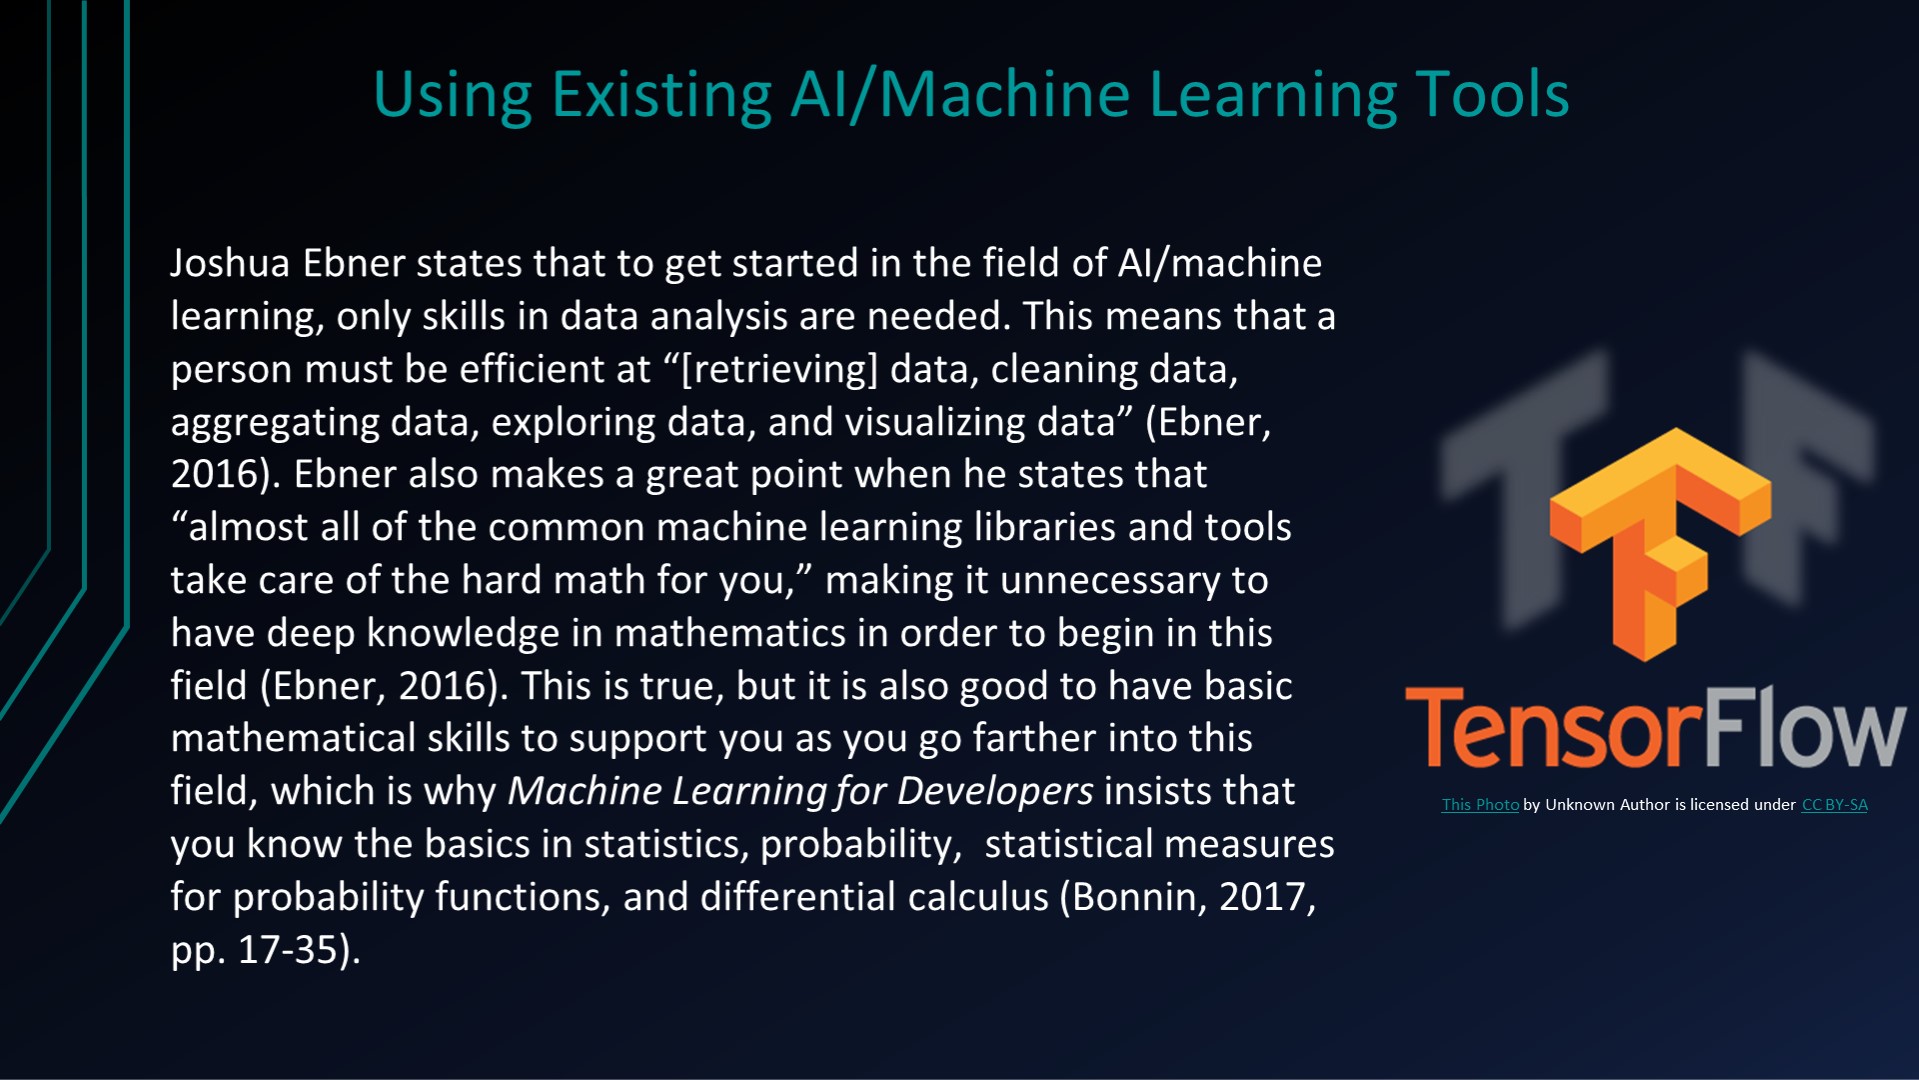 Using Existing AI/Machine Learning Tools
Joshua Ebner states that to get started in the field of AI/machine
learning, only skills in data analysis are needed. This means that a
person must be efficient at “[retrieving] data, cleaning data,
aggregating data, exploring data, and visualizing data” (Ebner,
2016). Ebner also makes a great point when he states that
“almost all of the common machine learning libraries and tools
take care of the hard math for you,” making it unnecessary to
have deep knowledge in mathematics in order to begin in this
field (Ebner, 2016). This is true, but it is also good to have basic
mathematical skills to support you as you go farther into this
field, which is why Machine Learning for Developers insists that
you know the basics in statistics, probability,  statistical measures
for probability functions, and differential calculus (Bonnin, 2017,
pp. 17-35).
TensorFlow
This Photo by Unknown Author is licensed under CC BY-SA